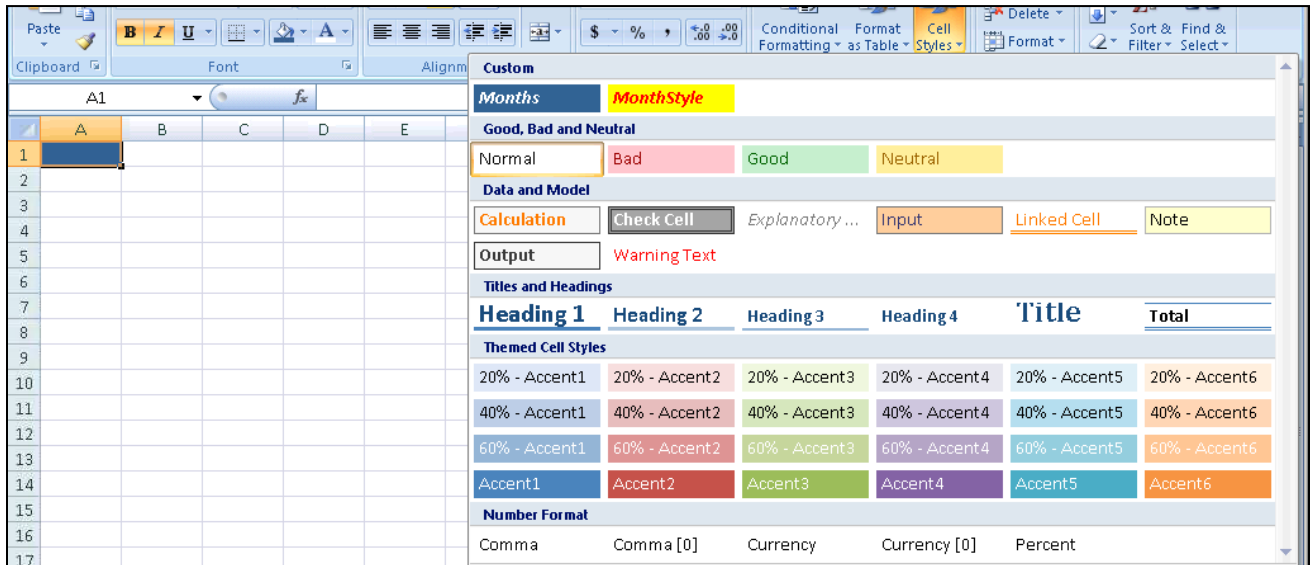 Paste
B I U A
$ % ,
Conditional Format Cell
Formatting as Table Styles
Delete
Format
Sort & Find &
Filter Select
Clipboard Font Alignm
A1 fx
A B C D E
1
2
3
4
5
6
7
8
9
10
11
12
13
14
15
16
17
Custom
Months MonthStyle
Good, Bad and Neutral
Normal Bad Good Neutral
Data and Model
Calculation Check Cell Explanatory ... Input Linked Cell Note
Output Warning Text
Titles and Headings
Heading 1 Heading 2 Heading 3 Heading 4 Title Total
Themed Cell Styles
20% - Accent1 20% - Accent2 20% - Accent3 20% - Accent4 20% - Accent5 20% - Accent6
40% - Accent1 40% - Accent2 40% - Accent3 40% - Accent4 40% - Accent5 40% - Accent6
60% - Accent1 60% - Accent2 60% - Accent3 60% - Accent4 60% - Accent5 60% - Accent6
Accent1 Accent2 Accent3 Accent4 Accent5 Accent6
Number Format
Comma Comma [0] Currency Currency [0] Percent